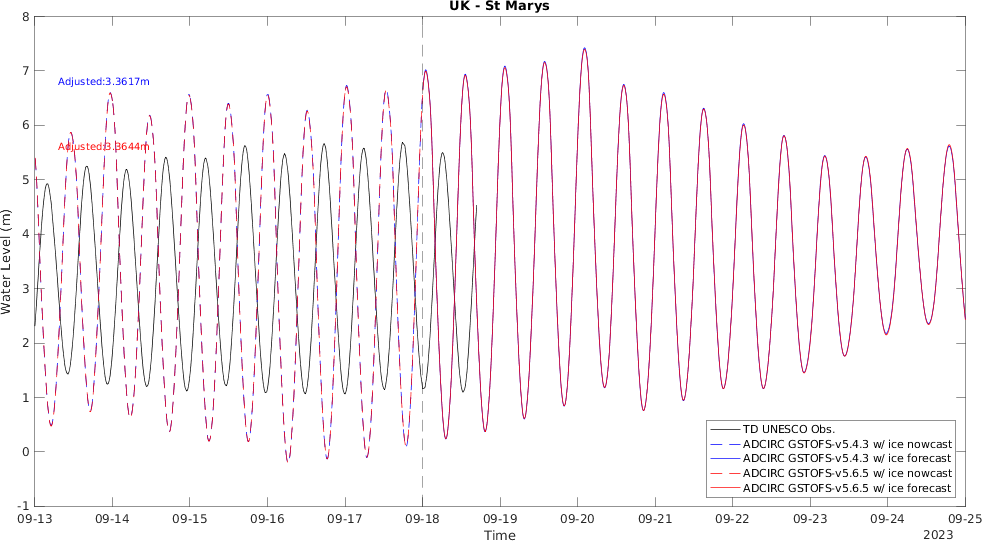 UK - St Marys
8
7
6
5
4
3
2
1
0
-1
Water Level (m)
Adjusted:3.3617m
Adjusted:3.3644m
TD UNESCO Obs.
ADCIRC GSTOFS-v5.4.3 w/ ice nowcast
ADCIRC GSTOFS-v5.4.3 w/ ice forecast
ADCIRC GSTOFS-v5.6.5 w/ ice nowcast
ADCIRC GSTOFS-v5.6.5 w/ ice forecast
09-13 09-14 09-15 09-16 09-17 09-18 09-19 09-20 09-21 09-22 09-23 09-24 09-25
Time
2023